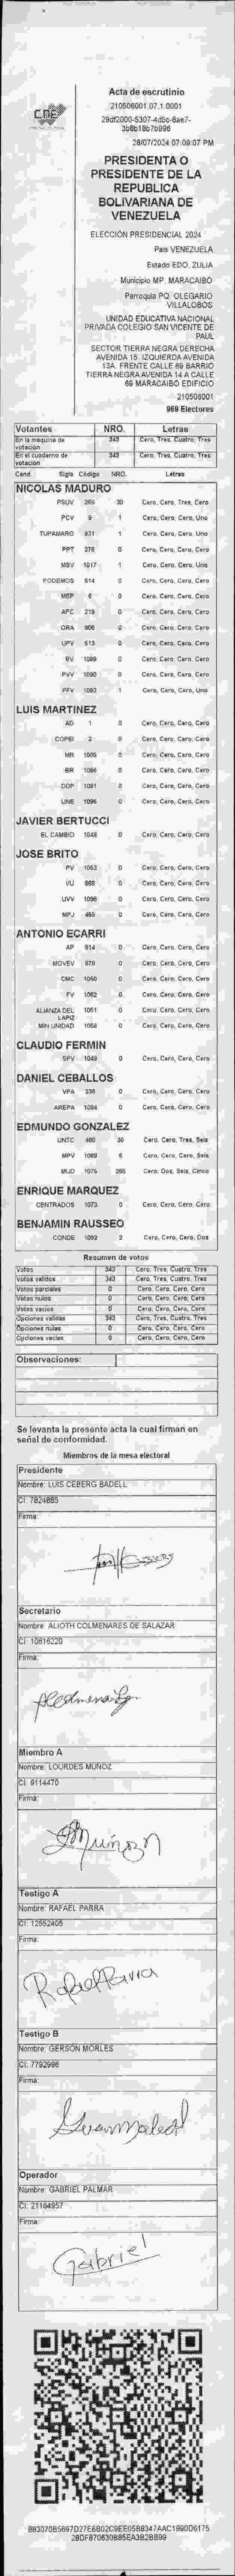 CNE
Acta de escrutinio
210506001.07.1.0001
28/07/2024 07:09:07 PM
PRESIDENTA O
PRESIDENTE DE LA
REPUBLICA
BOLIVARIANA DE
VENEZUELA
ELECCIÓN PRESIDENCIAL 2024
País VENEZUELA
Estado EDO. ZULIA
Municipio MP. MARACAIBO
Parroquia PQ. OLEGARIO
VILLALOBOS
UNIDAD EDUCATIVA NACIONAL
PRIVADA COLEGIO SAN VICENTE DE
PAUL
SECTOR TIERRA NEGRA DERECHA
AVENIDA 15. IZQUIERDA AVENIDA
13A. FRENTE CALLE 69 BARRIO
TIERRA NEGRA AVENIDA 14 A CALLE
69 MARACAIBO EDIFICIO
210506001
969 Electores
Votantes NRO. Letras
En la máquina de votación 343 Cero, Tres, Cuatro, Tres
En el cuaderno de votación 343 Cero, Tres, Cuatro, Tres
Cand. Sigla Código NRO. Letras
NICOLAS MADURO
PSUV 269 30 Cero, Cero, Tres, Cero
PCV 9 1 Cero, Cero, Cero, Uno
TUPAMARO 931 1 Cero, Cero, Cero, Uno
PPT 276 0 Cero, Cero, Cero, Cero
MSV 1017 1 Cero, Cero, Cero, Uno
PODEMOS 514 0 Cero, Cero, Cero, Cero
MEP 6 0 Cero, Cero, Cero, Cero
APC 219 0 Cero, Cero, Cero, Cero
ORA 906 0 Cero, Cero, Cero, Cero
UPV 613 0 Cero, Cero, Cero, Cero
EV 1089 0 Cero, Cero, Cero, Cero
PVV 1090 0 Cero, Cero, Cero, Cero
PFV 1093 1 Cero, Cero, Cero, Uno
LUIS MARTINEZ
AD 1 0 Cero, Cero, Cero, Cero
COPEI 2 0 Cero, Cero, Cero, Cero
MR 1005 0 Cero, Cero, Cero, Cero
BR 1066 0 Cero, Cero, Cero, Cero
DDP 1091 0 Cero, Cero, Cero, Cero
UNE 1096 0 Cero, Cero, Cero, Cero
JAVIER BERTUCCI
EL CAMBIO 1048 0 Cero, Cero, Cero, Cero
JOSE BRITO
PV 1053 0 Cero, Cero, Cero, Cero
VU 868 0 Cero, Cero, Cero, Cero
UVV 1098 0 Cero, Cero, Cero, Cero
MPJ 458 0 Cero, Cero, Cero, Cero
ANTONIO ECARRI
AP 914 0 Cero, Cero, Cero, Cero
MOVEV 878 0 Cero, Cero, Cero, Cero
CMC 1050 0 Cero, Cero, Cero, Cero
FV 1062 0 Cero, Cero, Cero, Cero
ALIANZA DEL LAPIZ 1051 0 Cero, Cero, Cero, Cero
MIN UNIDAD 1068 0 Cero, Cero, Cero, Cero
CLAUDIO FERMIN
SPV 1049 0 Cero, Cero, Cero, Cero
DANIEL CEBALLOS
VPA 236 0 Cero, Cero, Cero, Cero
AREPA 1094 0 Cero, Cero, Cero, Cero
EDMUNDO GONZALEZ
UNTC 480 36 Cero, Cero, Tres, Seis
MPV 1069 6 Cero, Cero, Cero, Seis
MUD 1075 265 Cero, Dos, Seis, Cinco
ENRIQUE MARQUEZ
CENTRADOS 1073 0 Cero, Cero, Cero, Cero
BENJAMIN RAUSSEO
CONDE 1092 2 Cero, Cero, Cero, Dos
Resumen de votos
Votos 343 Cero, Tres, Cuatro, Tres
Votos válidos 343 Cero, Tres, Cuatro, Tres
Votos parciales 0 Cero, Cero, Cero, Cero
Votos nulos 0 Cero, Cero, Cero, Cero
Votos vacíos 0 Cero, Cero, Cero, Cero
Opciones validas 343 Cero, Tres, Cuatro, Tres
Opciones nulas 0 Cero, Cero, Cero, Cero
Opciones vacías 0 Cero, Cero, Cero, Cero
Observaciones:
Se levanta la presente acta la cual firman en
señal de conformidad.
Miembros de la mesa electoral
Presidente
Nombre: LUIS CEBERG BADELL
CI: 7824885
Firma:
Secretario
Nombre: ALIOTH COLMENARES DE SALAZAR
CI: 10816220
Firma:
Miembro A
Nombre: LOURDES MUÑOZ
CI: 9114470
Firma:
Muñoz
Testigo A
Nombre: RAFAEL PARRA
CI: 12552405
Firma:
Rafael Parra
Testigo B
Nombre: GERSON MORLES
CI: 7792996
Firma:
Operador
Nombre: GABRIEL PALMAR
CI: 21164957
Firma:
Gabriel